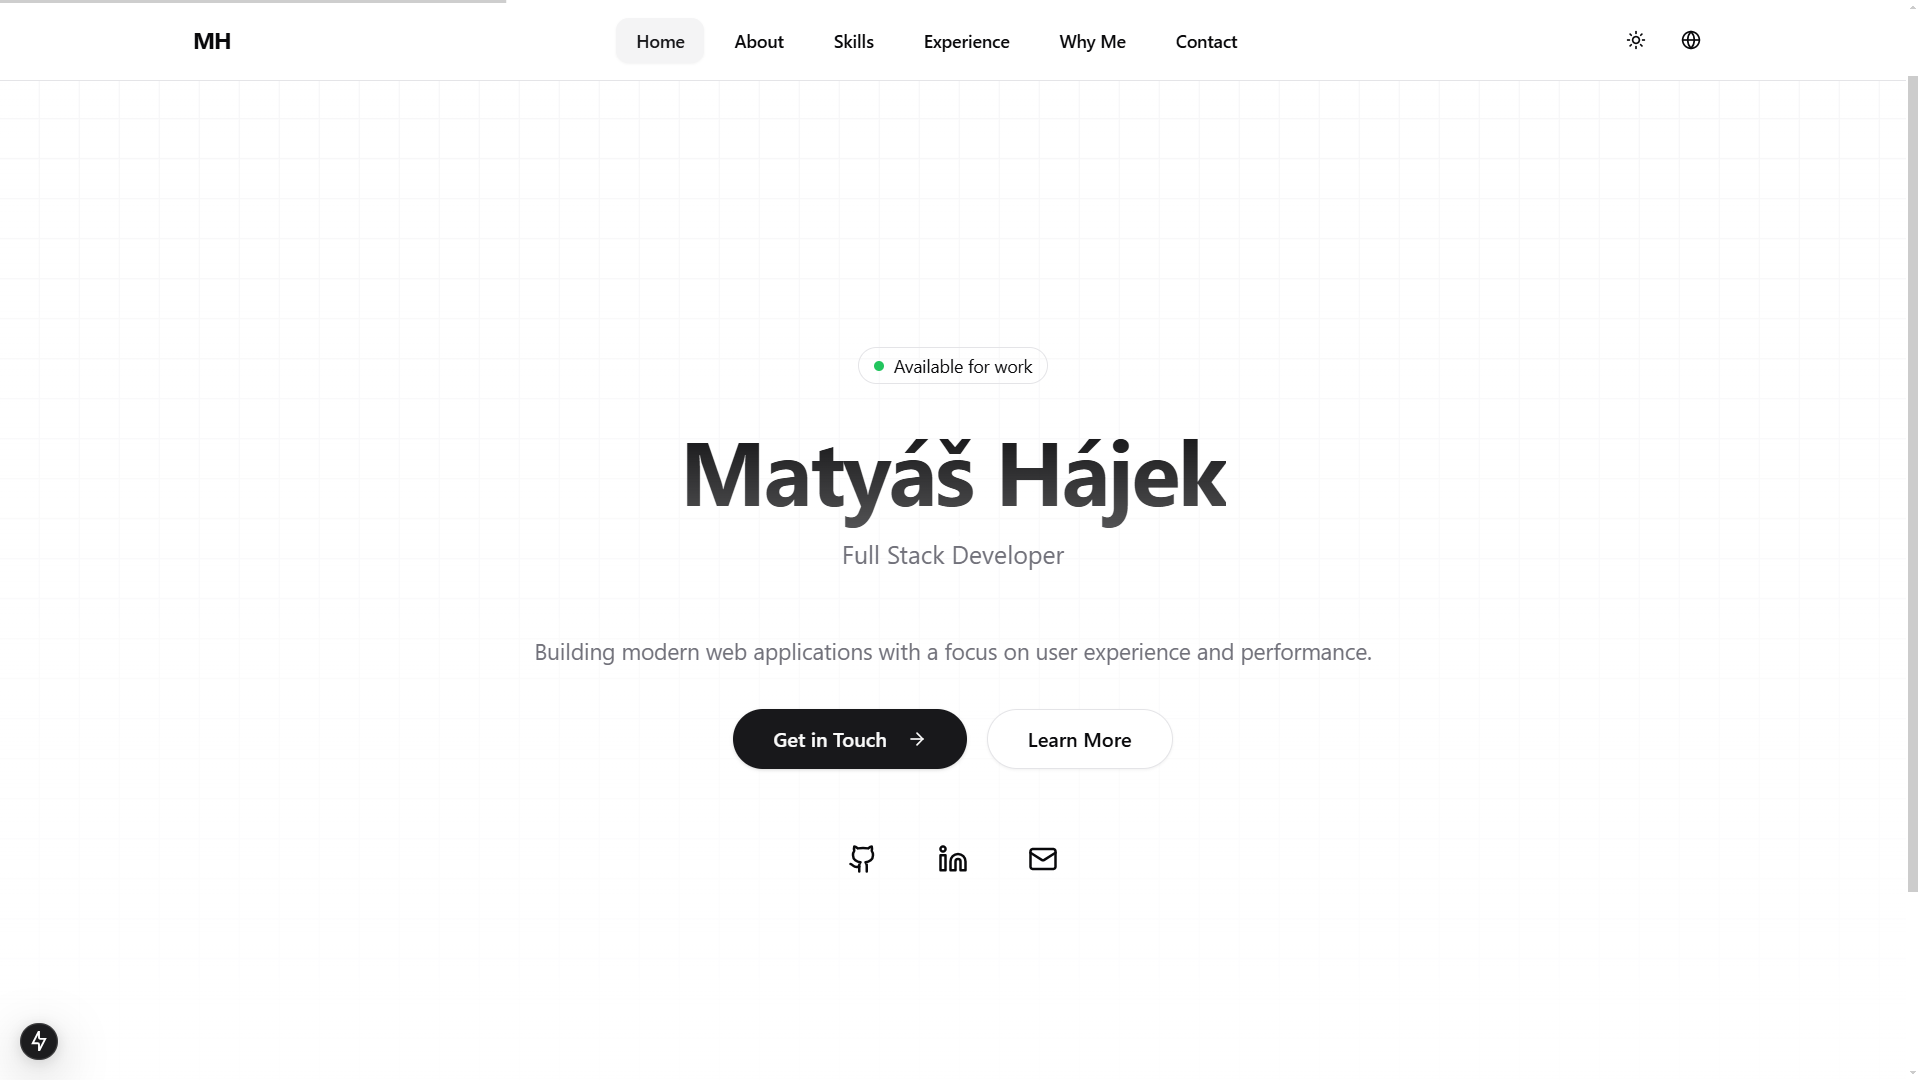 MH
Home
About
Skills
Experience
Why Me
Contact
Available for work
Matyáš Hájek
Full Stack Developer
Building modern web applications with a focus on user experience and performance.
Get in Touch
Learn More